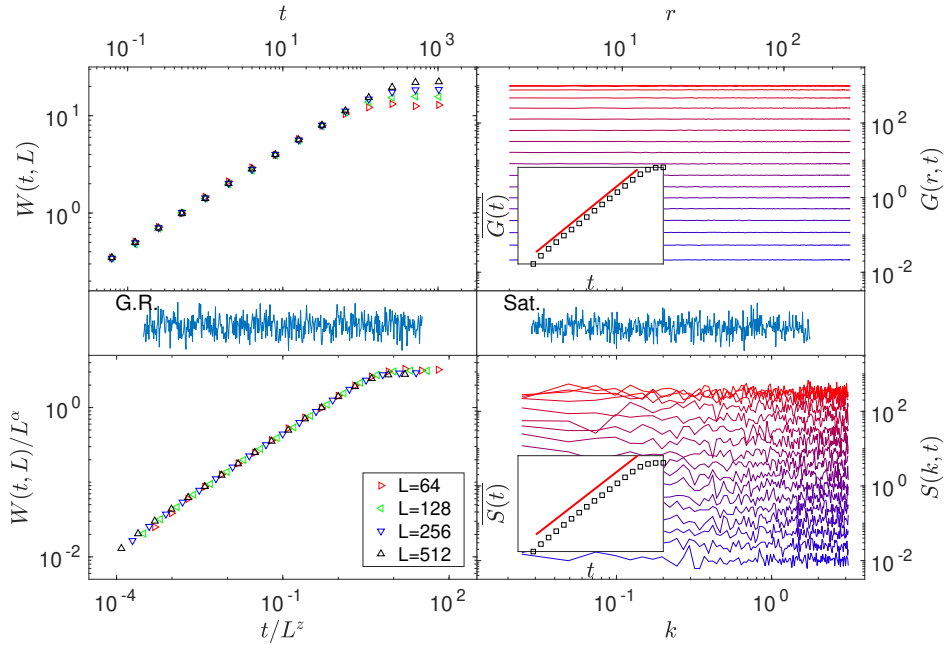 t
r
10^-1
10^1
10^3
10^1
10^2
W(t, L)
10^1
10^0
10^2
10^0
10^-2
G(r, t)
\overline{G(t)}
t
G.R.
Sat.
W(t, L)/L^α
10^0
10^-2
10^2
10^0
10^-2
S(k, t)
\overline{S(t)}
t
L=64
L=128
L=256
L=512
10^-4
10^-1
10^2
10^-1
10^0
t/L^z
k